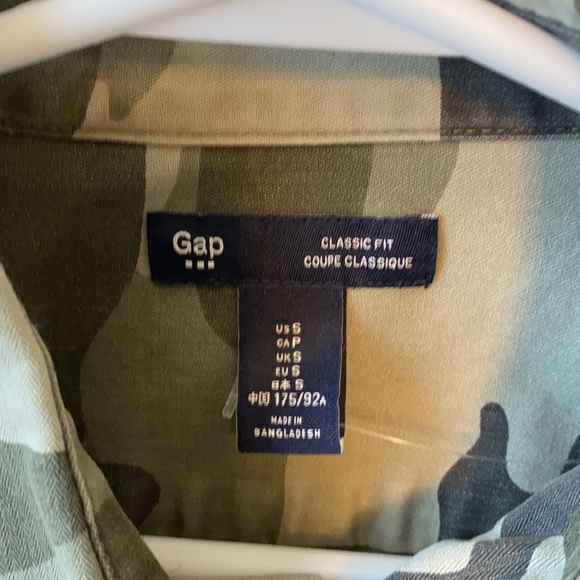 Gap
CLASSIC FIT
COUPE CLASSIQUE
US S
CA P
UK S
EU S
日本 S
中国 175/92A
MADE IN
BANGLADESH